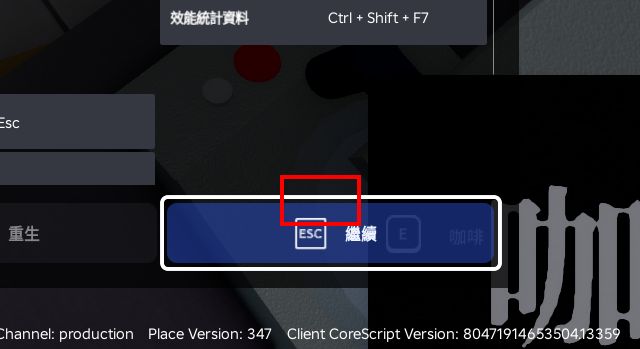 效能統計資料 Ctrl + Shift + F7
Esc
重生 ESC 繼續 E 咖啡
咖
Channel: production Place Version: 347 Client CoreScript Version: 8047191465350413359